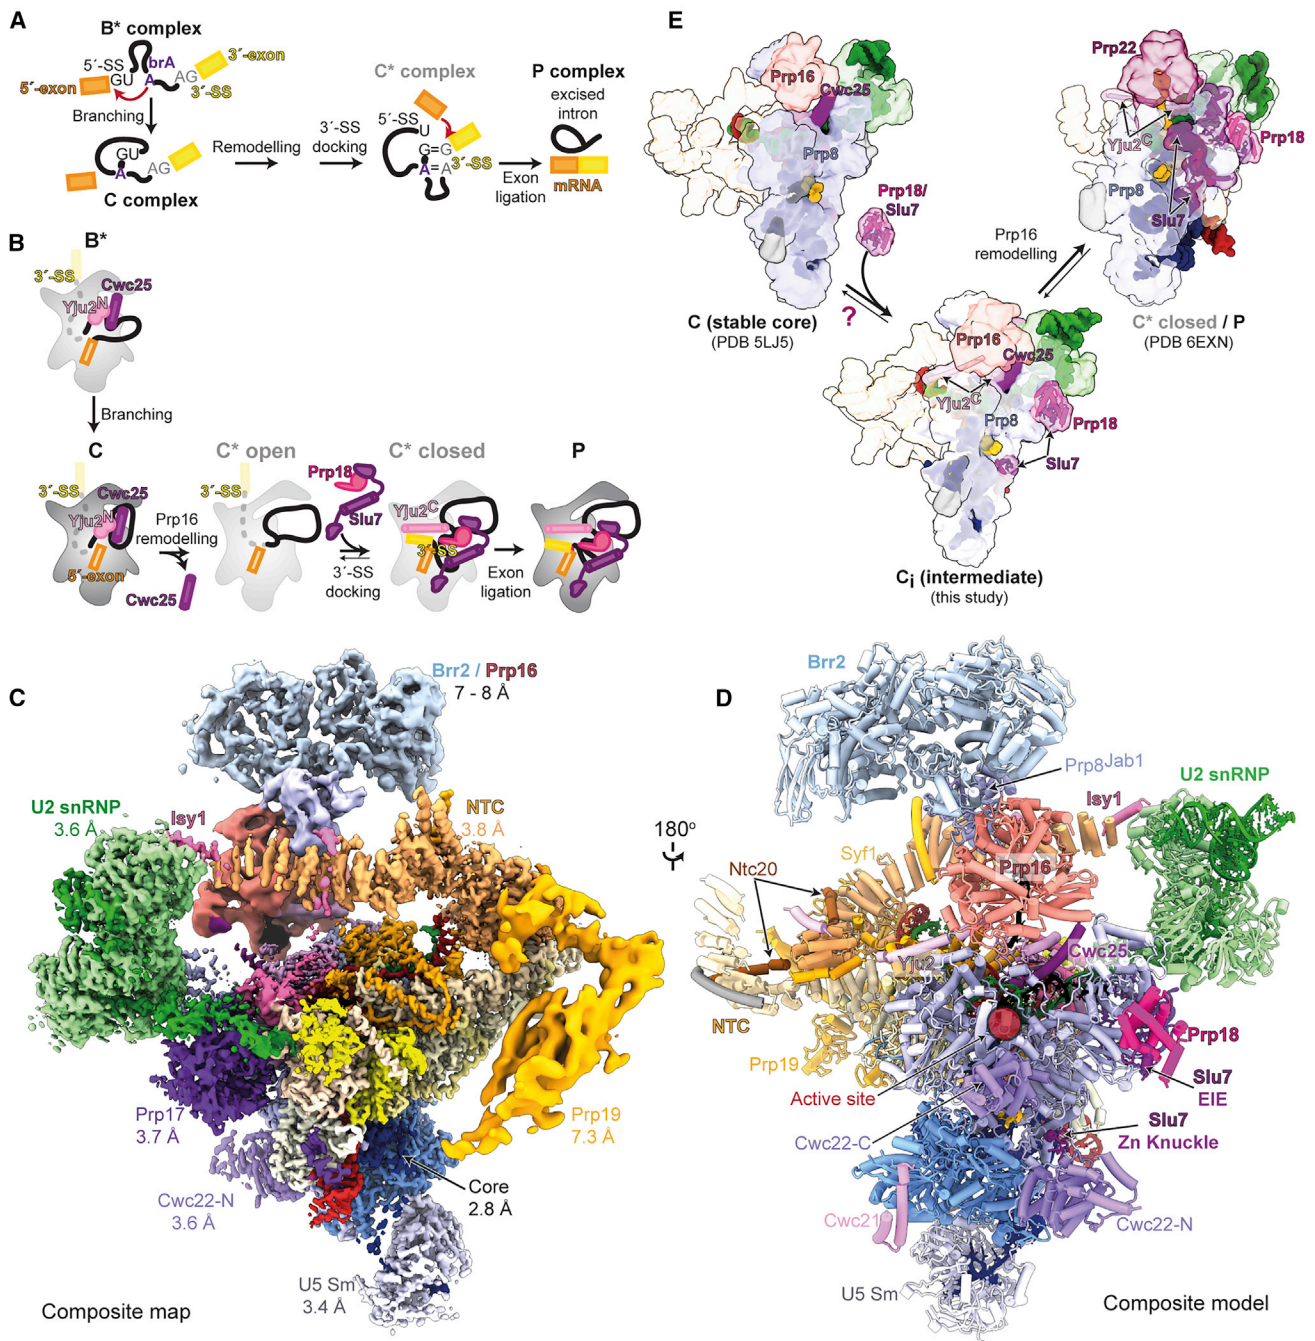 A
B* complex
5´-SS
brA
3´-exon
GU
A
AG
5´-exon
3´-SS
Branching
GU
A
AG
C complex
Remodelling
3´-SS
docking
C* complex
5´-SS
U
G=G
3´-SS
A=A
Exon
ligation
P complex
excised
intron
mRNA
B
B*
3´-SS
Cwc25
Yju2N
Branching
C
3´-SS
Cwc25
Yju2N
5´-exon
Prp16
remodelling
Cwc25
C* open
3´-SS
Prp18
Slu7
3´-SS
docking
C* closed
Yju2C
3´-SS
Exon
ligation
P
C
Brr2 / Prp16
7 - 8 Å
U2 snRNP
3.6 Å
Isy1
NTC
3.8 Å
Prp17
3.7 Å
Prp19
7.3 Å
Cwc22-N
3.6 Å
Core
2.8 Å
U5 Sm
3.4 Å
Composite map
180°
D
Brr2
Prp8Jab1
U2 snRNP
Isy1
Syf1
Ntc20
Prp16
Cwc25
Yju2
NTC
Prp19
Prp18
Slu7
EIE
Active site
Slu7
Zn Knuckle
Cwc22-C
Cwc21
Cwc22-N
U5 Sm
Composite model
E
Prp16
Cwc25
Prp8
Prp18/
Slu7
C (stable core)
(PDB 5LJ5)
?
Prp16
Cwc25
Yju2C
Prp8
Prp18
Slu7
Ci (intermediate)
(this study)
Prp16
remodelling
Prp22
Yju2C
Prp18
Prp8
Slu7
C* closed / P
(PDB 6EXN)